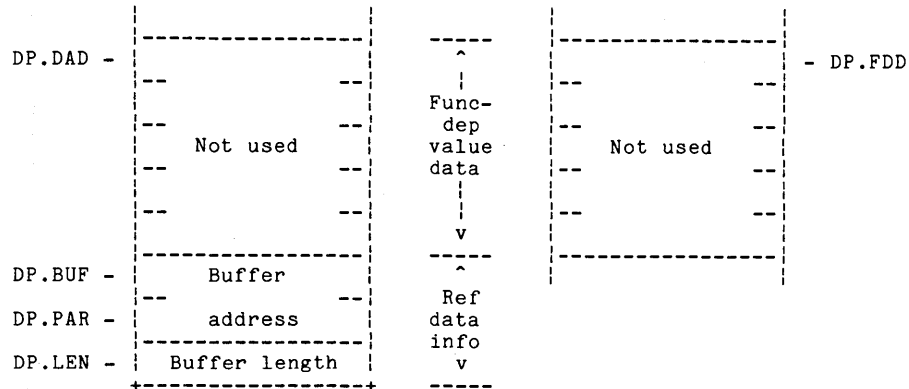 DP.DAD - - DP.FDD
Func-
dep
Not used value Not used
data
v
DP.BUF - Buffer
Ref
DP.PAR - address data
info
DP.LEN - Buffer length v